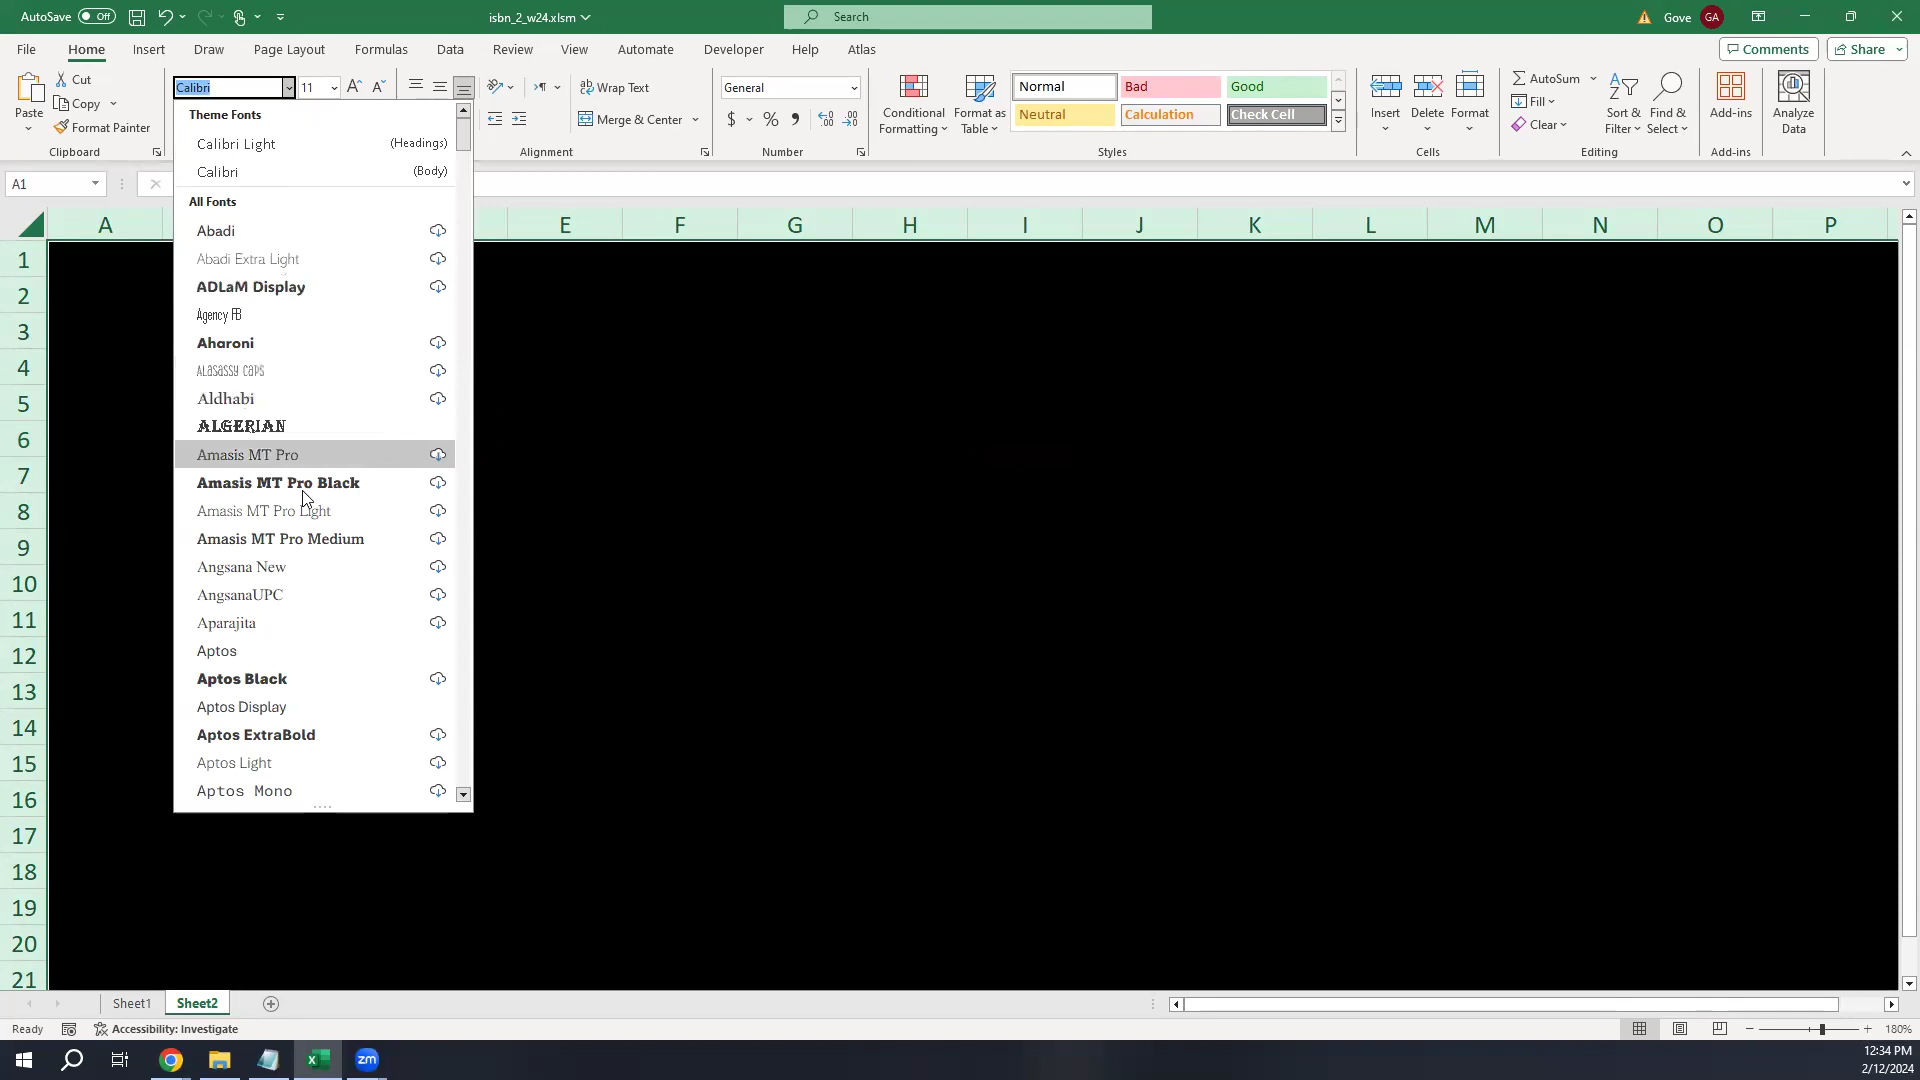 AutoSave Off isbn_2_w24.xlsm Search Gove GA
File Home Insert Draw Page Layout Formulas Data Review View Automate Developer Help Atlas Comments Share
Cut
Copy
Format Painter
Paste
Clipboard
Calibri 11
Wrap Text
Merge & Center
Alignment
General
$ % ,
Number
Conditional Formatting
Format as Table
Normal Bad Good
Neutral Calculation Check Cell
Styles
Insert Delete Format
Cells
AutoSum
Fill
Clear
Sort & Filter
Find & Select
Editing
Add-ins
Add-ins
Analyze Data
A1
Theme Fonts
Calibri Light (Headings)
Calibri (Body)
All Fonts
Abadi
Abadi Extra Light
ADLaM Display
Agency FB
Aharoni
Alasassy Caps
Aldhabi
ALGERIAN
Amasis MT Pro
Amasis MT Pro Black
Amasis MT Pro Light
Amasis MT Pro Medium
Angsana New
AngsanaUPC
Aparajita
Aptos
Aptos Black
Aptos Display
Aptos ExtraBold
Aptos Light
Aptos Mono
A E F G H I J K L M N O P
1
2
3
4
5
6
7
8
9
10
11
12
13
14
15
16
17
18
19
20
21
Sheet1 Sheet2
Ready Accessibility: Investigate 180%
zm
12:34 PM
2/12/2024